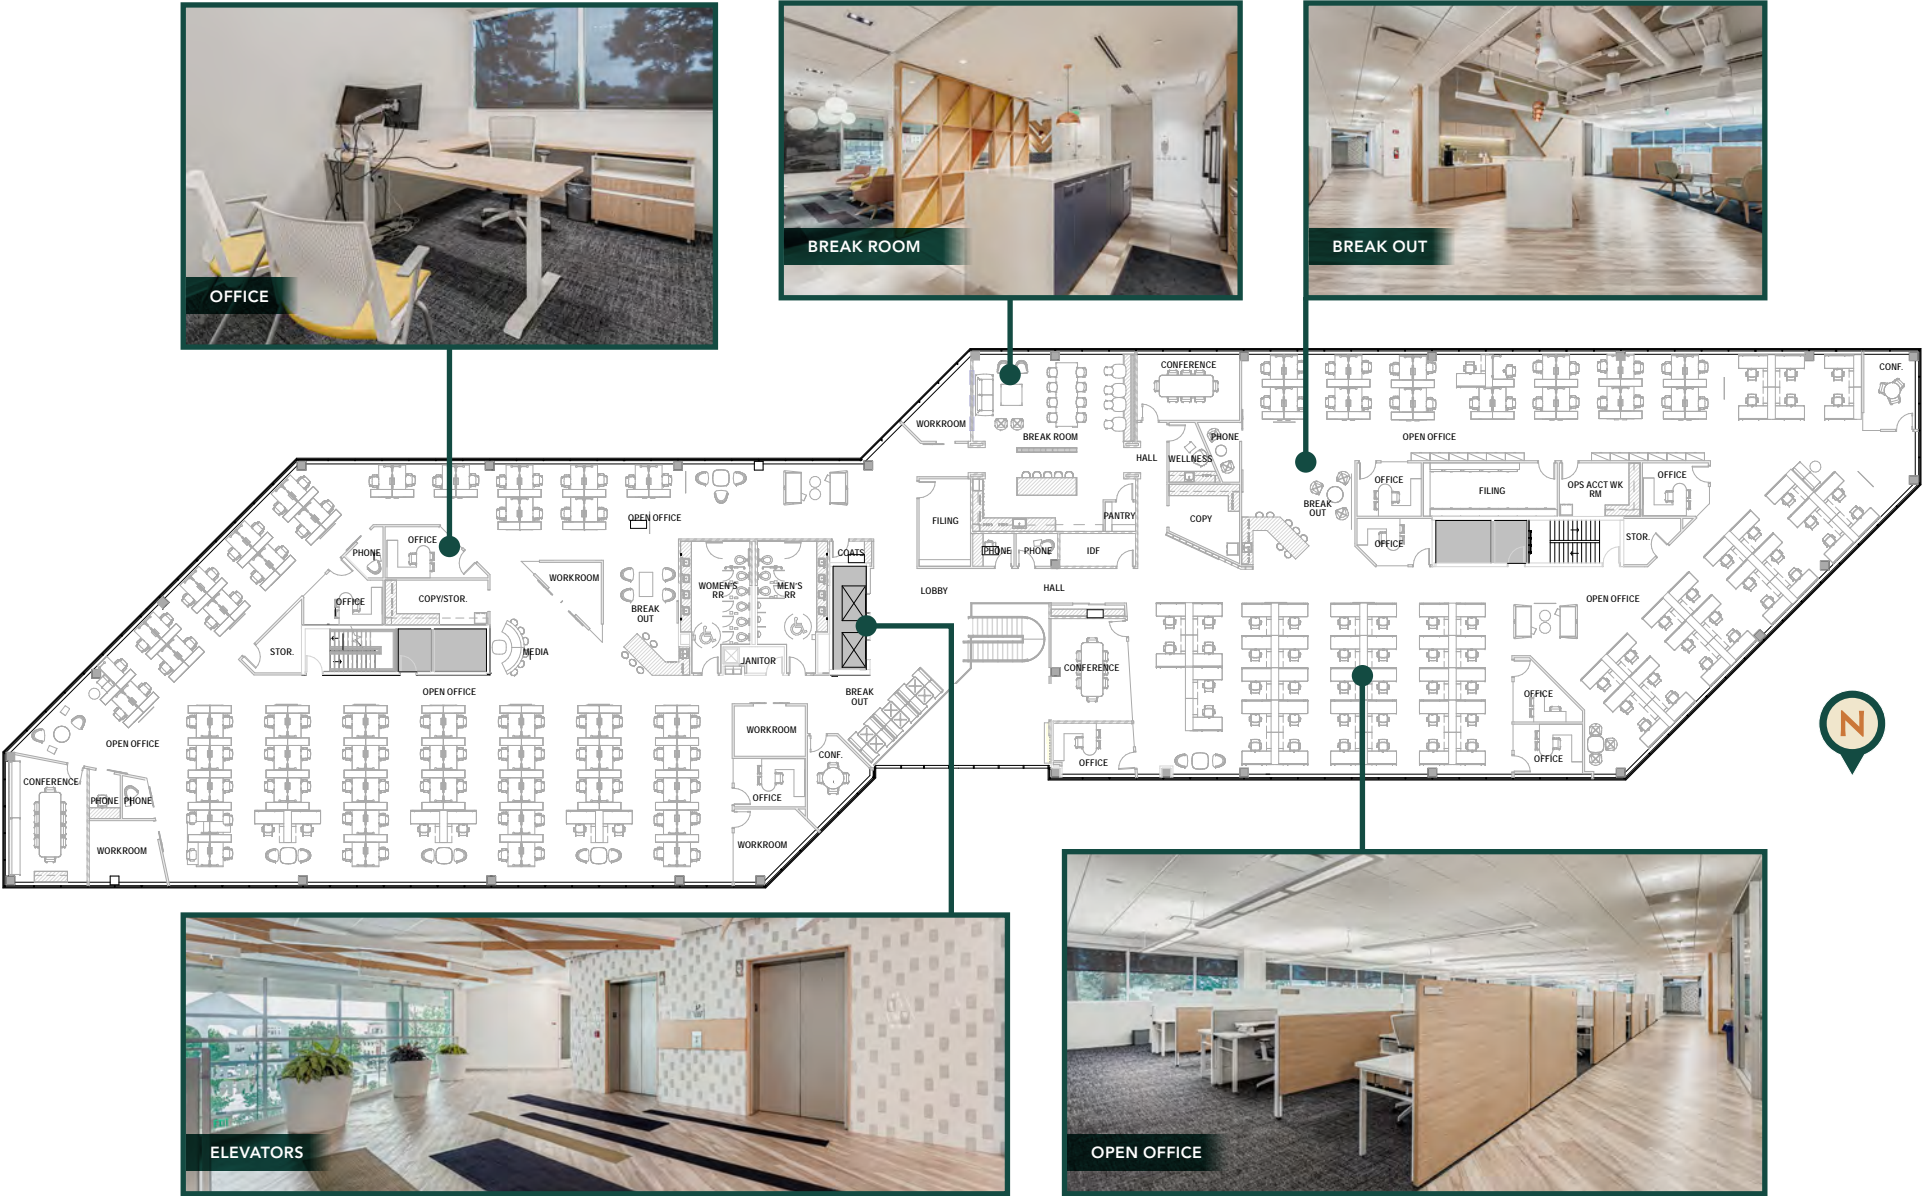 OFFICE
BREAK ROOM
BREAK OUT
CONFERENCE
CONF.
WORKROOM
BREAK ROOM
PHONE
OPEN OFFICE
HALL
WELLNESS
OFFICE
FILING
OPS ACCT WK
RM
OFFICE
BREAK
OUT
PANTRY
COPY
FILING
OPEN OFFICE
OFFICE
PHONE
COATS
PHONE
PHONE
IDF
OFFICE
STOR.
WORKROOM
WOMEN'S
RR
MEN'S
RR
LOBBY
HALL
OFFICE
COPY/STOR.
BREAK
OUT
OPEN OFFICE
STOR.
MEDIA
JANITOR
CONFERENCE
OPEN OFFICE
BREAK
OUT
OFFICE
N
OPEN OFFICE
WORKROOM
CONF.
OFFICE
OFFICE
CONFERENCE
PHONE
PHONE
OFFICE
WORKROOM
WORKROOM
ELEVATORS
OPEN OFFICE